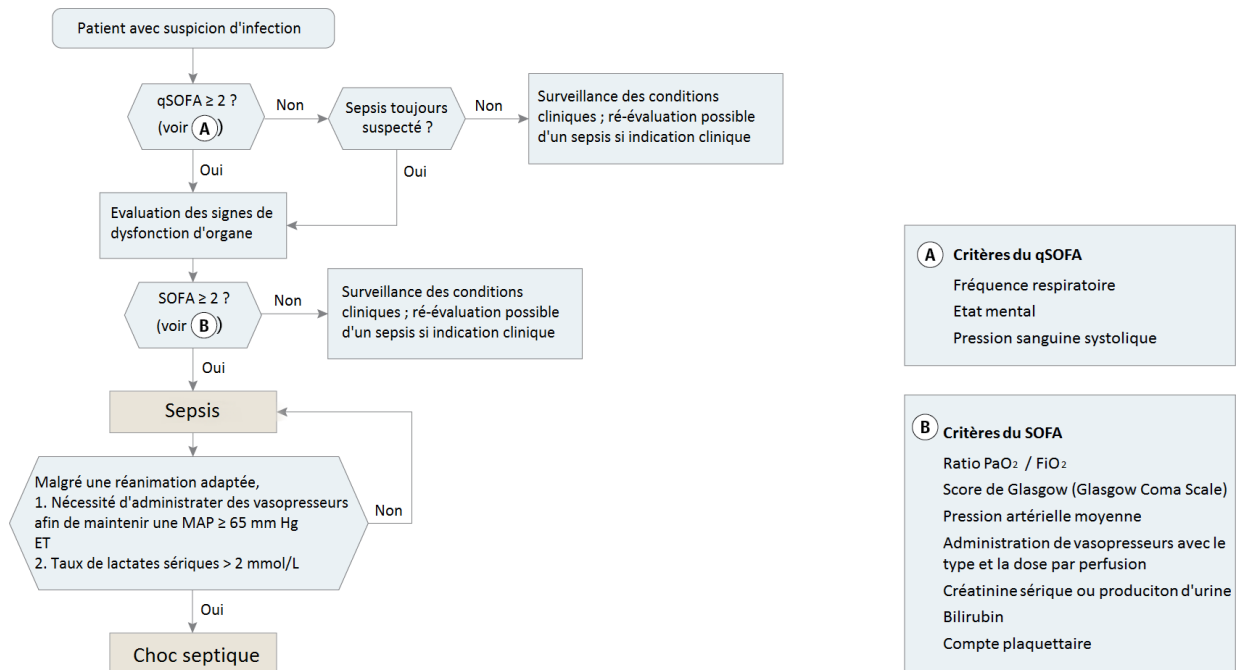 Patient avec suspicion d'infection
qSOFA ≥ 2 ?
(voir A)
Non
Sepsis toujours
suspecté ?
Non
Surveillance des conditions
cliniques ; ré-évaluation possible
d'un sepsis si indication clinique
Oui
Oui
Evaluation des signes de
dysfonction d'organe
SOFA ≥ 2 ?
(voir B)
Non
Surveillance des conditions
cliniques ; ré-évaluation possible
d'un sepsis si indication clinique
Oui
Sepsis
Malgré une réanimation adaptée,
1. Nécessité d'administrater des vasopresseurs
afin de maintenir une MAP ≥ 65 mm Hg
ET
2. Taux de lactates sériques > 2 mmol/L
Non
Oui
Choc septique
A Critères du qSOFA
Fréquence respiratoire
Etat mental
Pression sanguine systolique
B Critères du SOFA
Ratio PaO₂ / FiO₂
Score de Glasgow (Glasgow Coma Scale)
Pression artérielle moyenne
Administration de vasopresseurs avec le
type et la dose par perfusion
Créatinine sérique ou produciton d'urine
Bilirubin
Compte plaquettaire